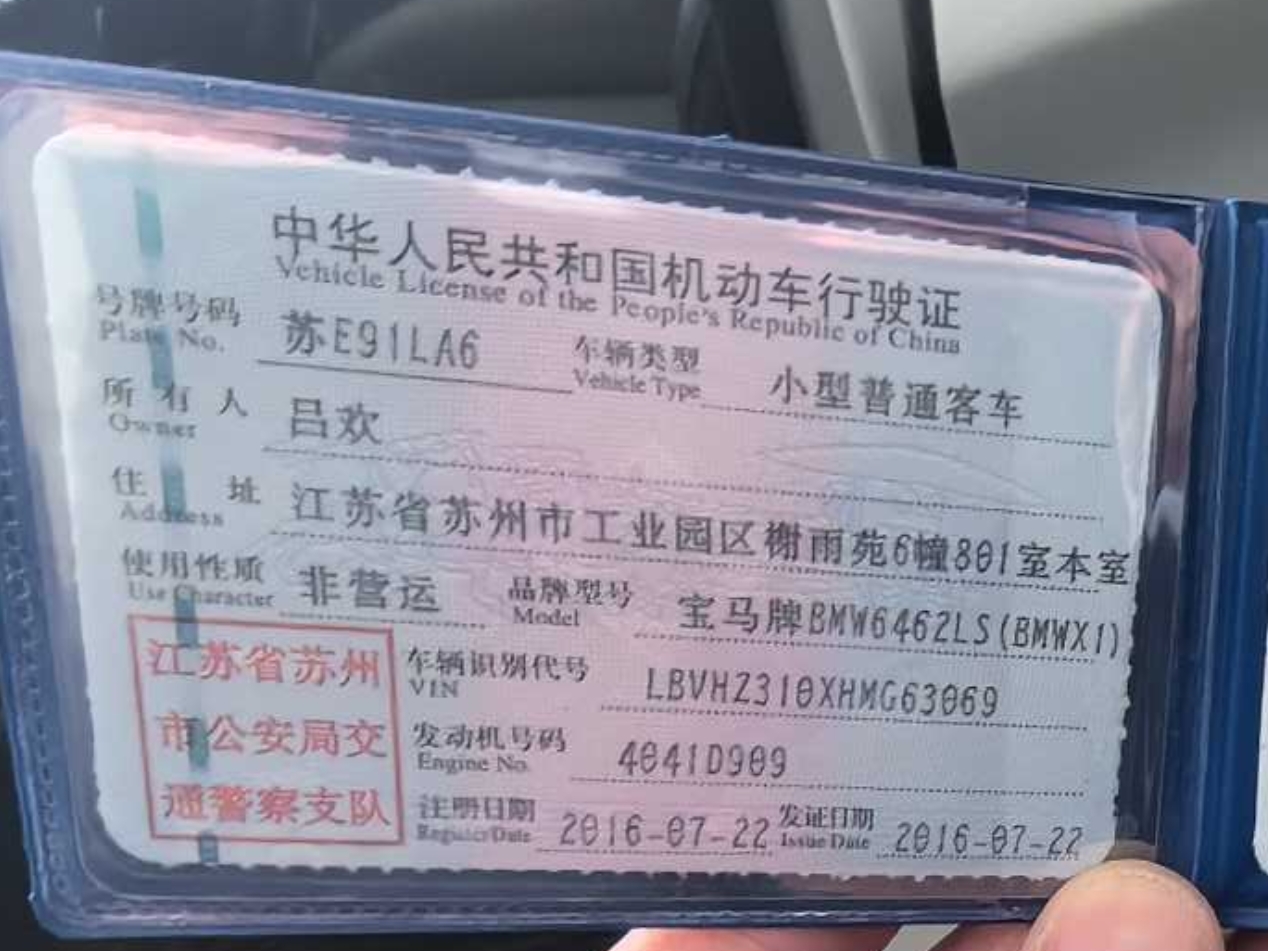 中华人民共和国机动车行驶证
Vehicle License of the People's Republic of China
号牌号码 苏E91LA6 车辆类型 小型普通客车
Plate No. Vehicle Type
所有人 吕欢
Owner
住址 江苏省苏州市工业园区榭雨苑6幢801室本室
Address
使用性质 非营运 品牌型号 宝马牌BMW6462LS(BMWX1)
Use Character Model
江苏省苏州
市公安局交
通警察支队
车辆识别代号 LBVHZ310XHMG63069
VIN
发动机号码 4041D909
Engine No.
注册日期 2016-07-22 发证日期 2016-07-22
Register Date Issue Date